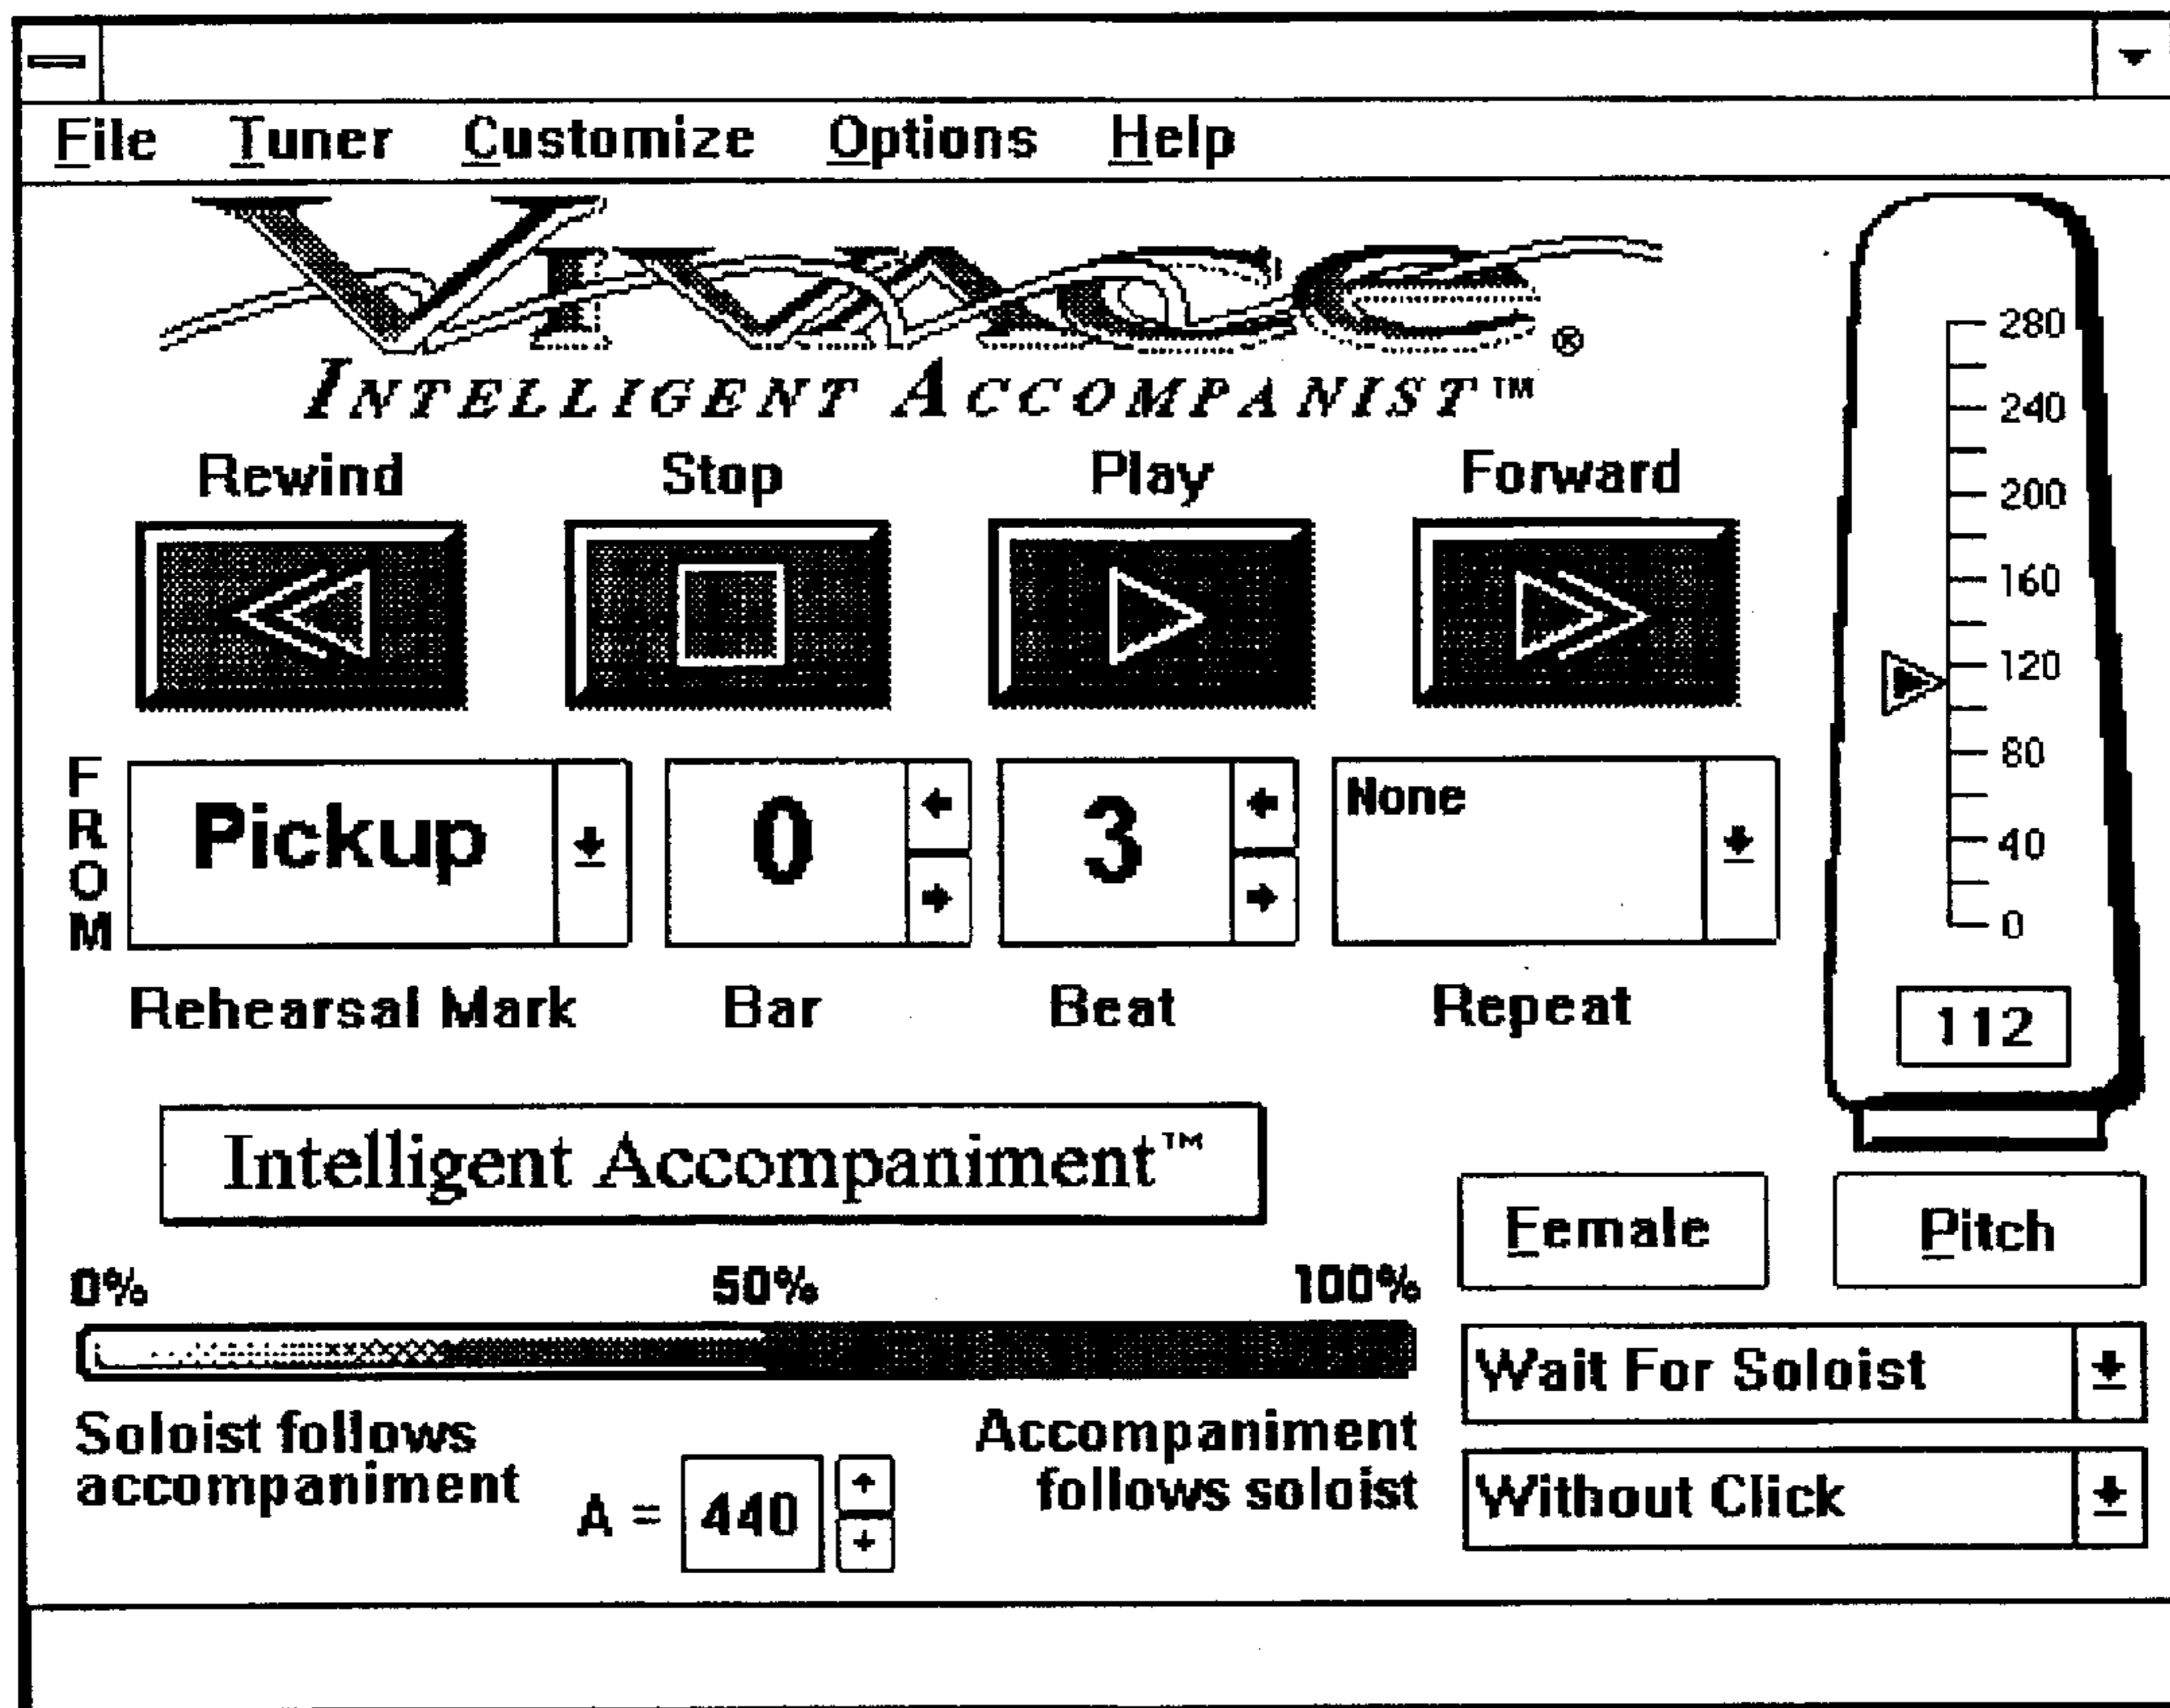 File Tuner Customize Options Help
VIVACE®
INTELLIGENT ACCOMPANIST™
Rewind Stop Play Forward
280
240
200
160
120
80
40
0
112
FROM
Pickup 0 3 None
Rehearsal Mark Bar Beat Repeat
Intelligent Accompaniment™
Female Pitch
0% 50% 100%
Wait For Soloist
Soloist follows
accompaniment
Accompaniment
follows soloist
A = 440
Without Click